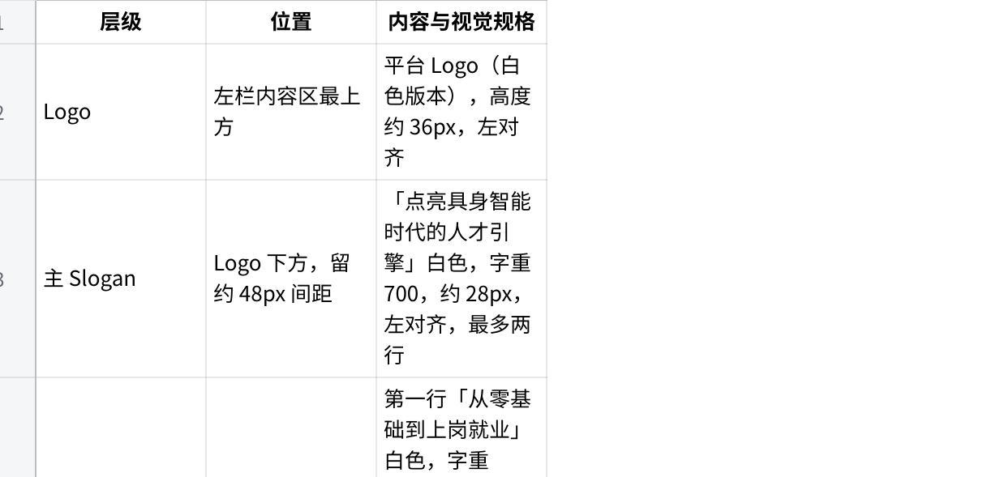 层级 位置 内容与视觉规格
2
Logo
左栏内容区最上
方
平台 Logo（白
色版本），高度
约 36px，左对
齐
3
主 Slogan
Logo 下方，留
约 48px 间距
「点亮具身智能
时代的人才引
擎」白色，字重
700，约 28px，
左对齐，最多两
行
第一行「从零基
础到上岗就业」
白色，字重